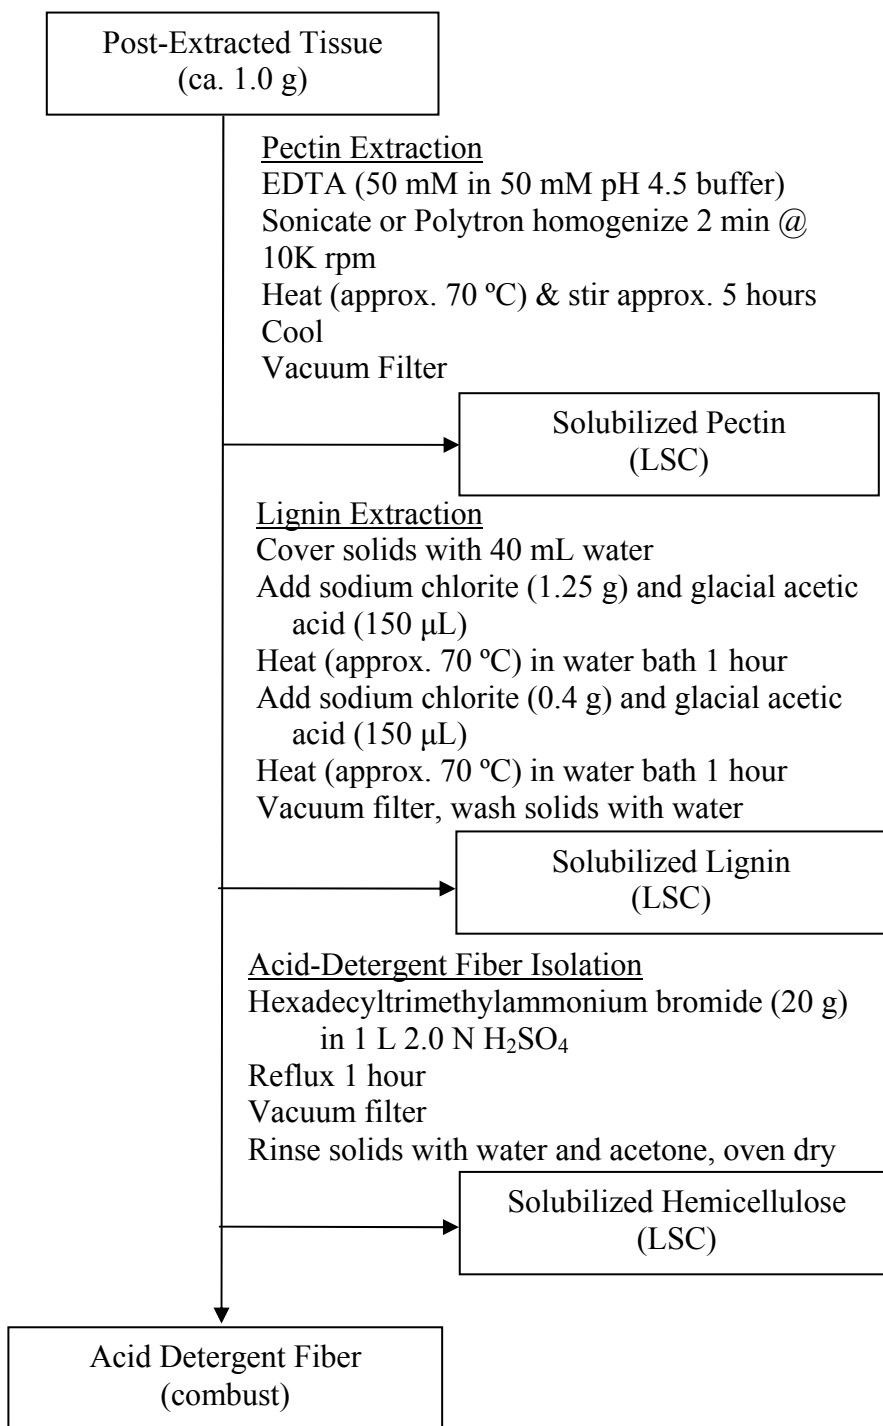 Post-Extracted Tissue
(ca. 1.0 g)
Pectin Extraction
EDTA (50 mM in 50 mM pH 4.5 buffer)
Sonicate or Polytron homogenize 2 min @
10K rpm
Heat (approx. 70 ºC) & stir approx. 5 hours
Cool
Vacuum Filter
Solubilized Pectin
(LSC)
Lignin Extraction
Cover solids with 40 mL water
Add sodium chlorite (1.25 g) and glacial acetic
acid (150 μL)
Heat (approx. 70 ºC) in water bath 1 hour
Add sodium chlorite (0.4 g) and glacial acetic
acid (150 μL)
Heat (approx. 70 ºC) in water bath 1 hour
Vacuum filter, wash solids with water
Solubilized Lignin
(LSC)
Acid-Detergent Fiber Isolation
Hexadecyltrimethylammonium bromide (20 g)
in 1 L 2.0 N H₂SO₄
Reflux 1 hour
Vacuum filter
Rinse solids with water and acetone, oven dry
Solubilized Hemicellulose
(LSC)
Acid Detergent Fiber
(combust)